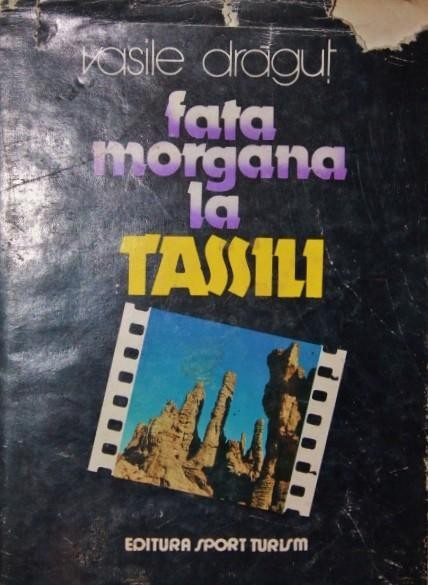 vasile drăguț
fata
morgana
la
TASSILI
EDITURA SPORT TURISM